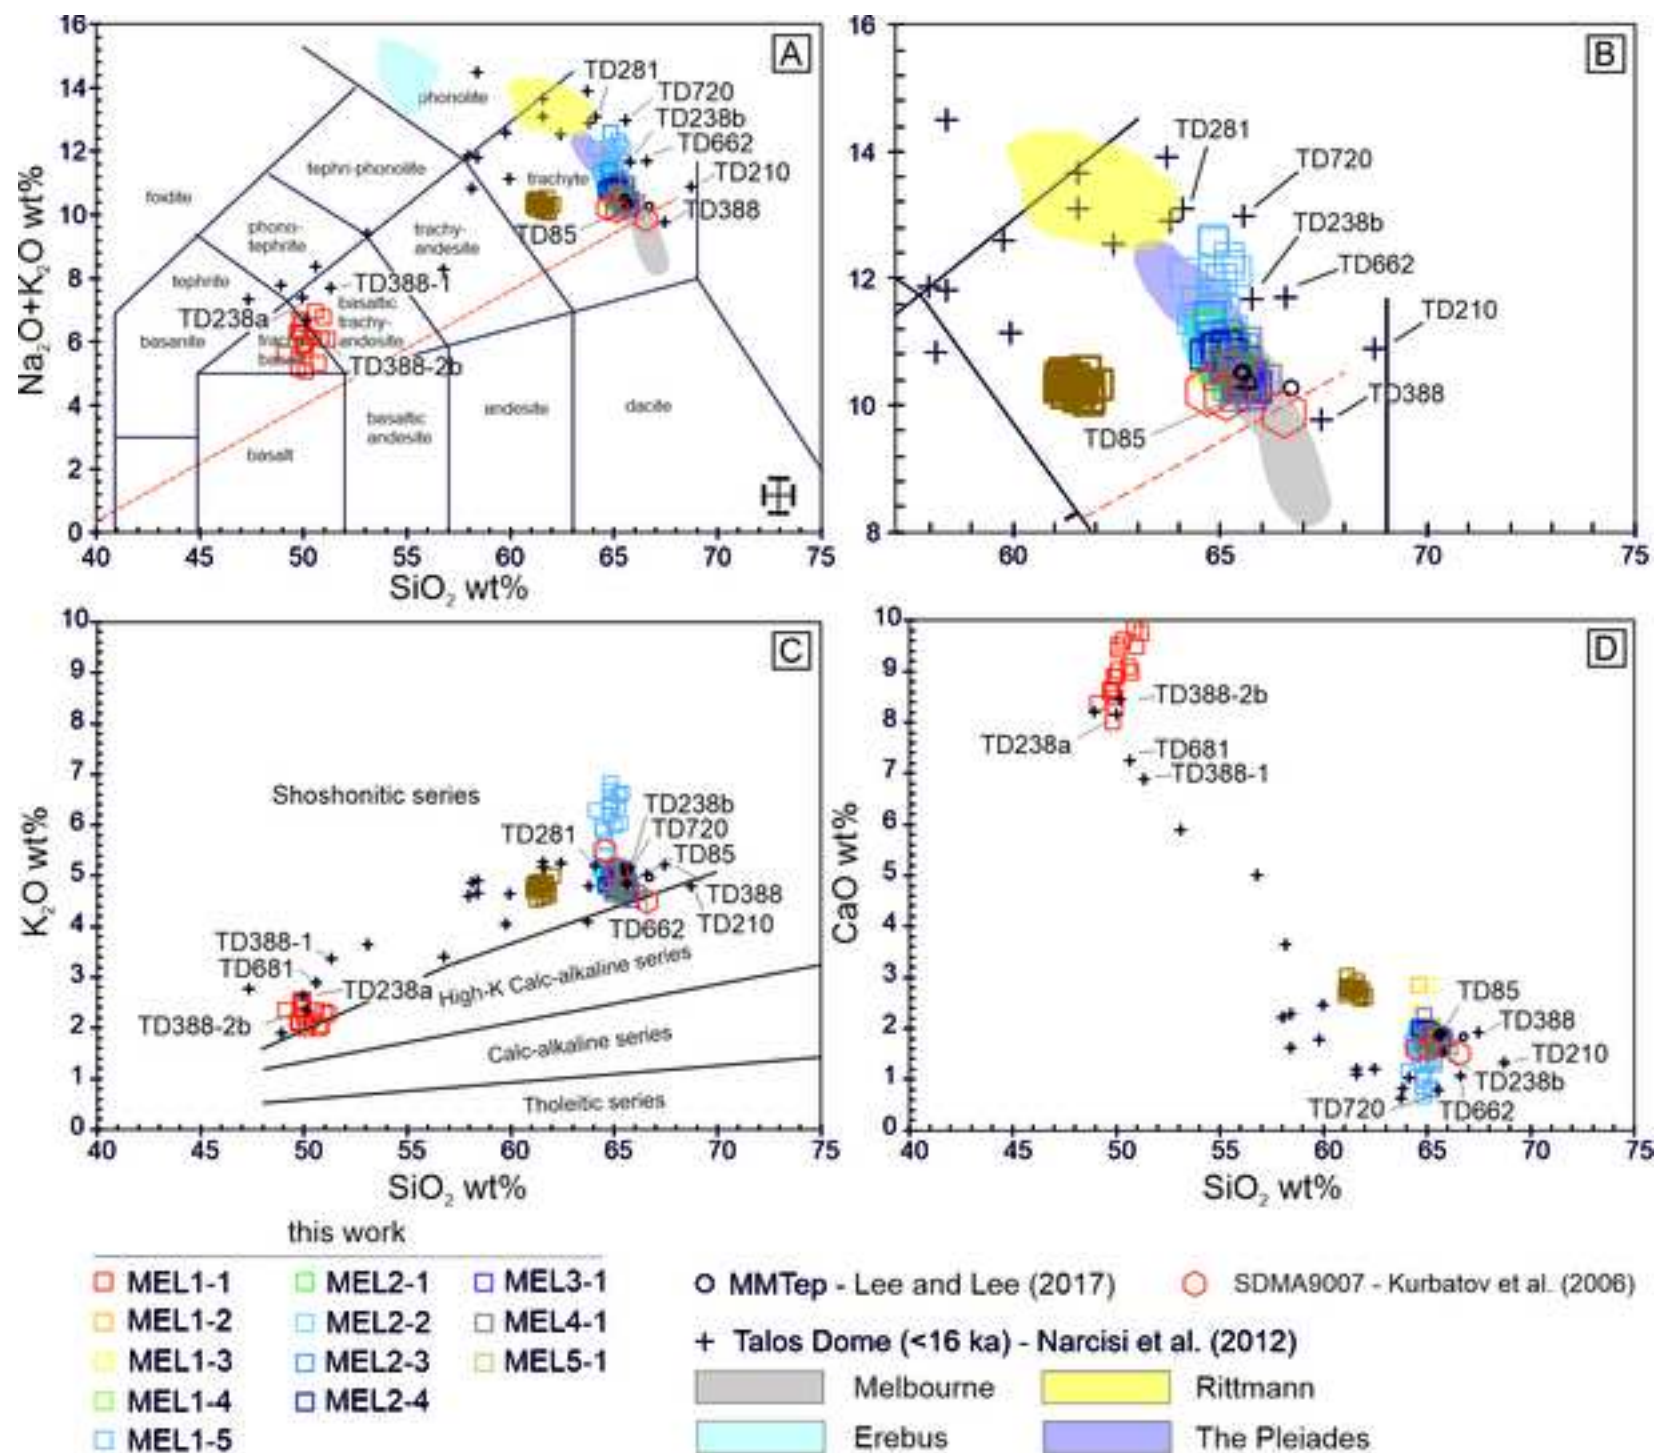 A
16
14
12
10
8
6
4
2
0
Na2O+K2O wt%
40
45
50
55
60
65
70
75
SiO2 wt%
TD281
TD720
TD238b
TD662
TD210
TD388
TD85
TD388-1
TD238a
TD388-2b
phonolite
tephri-phonolite
foidite
phono-
tephrite
trachyte
trachy-
andesite
tephrite
basanite
basaltic
trachy-
andesite
basalt
basaltic
andesite
andesite
dacite
B
16
14
12
10
8
60
65
70
75
TD281
TD720
TD238b
TD662
TD210
TD388
TD85
C
10
9
8
7
6
5
4
3
2
1
0
K2O wt%
40
45
50
55
60
65
70
75
SiO2 wt%
Shoshonitic series
TD281
TD238b
TD720
TD85
TD388
TD210
TD662
TD388-1
TD681
TD238a
TD388-2b
High-K Calc-alkaline series
Calc-alkaline series
Tholeitic series
D
10
9
8
7
6
5
4
3
2
1
0
CaO wt%
40
45
50
55
60
65
70
75
SiO2 wt%
TD388-2b
TD238a
TD681
TD388-1
TD85
TD388
TD210
TD238b
TD720
TD662
this work
MEL1-1
MEL1-2
MEL1-3
MEL1-4
MEL1-5
MEL2-1
MEL2-2
MEL2-3
MEL2-4
MEL3-1
MEL4-1
MEL5-1
MMTep - Lee and Lee (2017)
SDMA9007 - Kurbatov et al. (2006)
Talos Dome (<16 ka) - Narcisi et al. (2012)
Melbourne
Rittmann
Erebus
The Pleiades